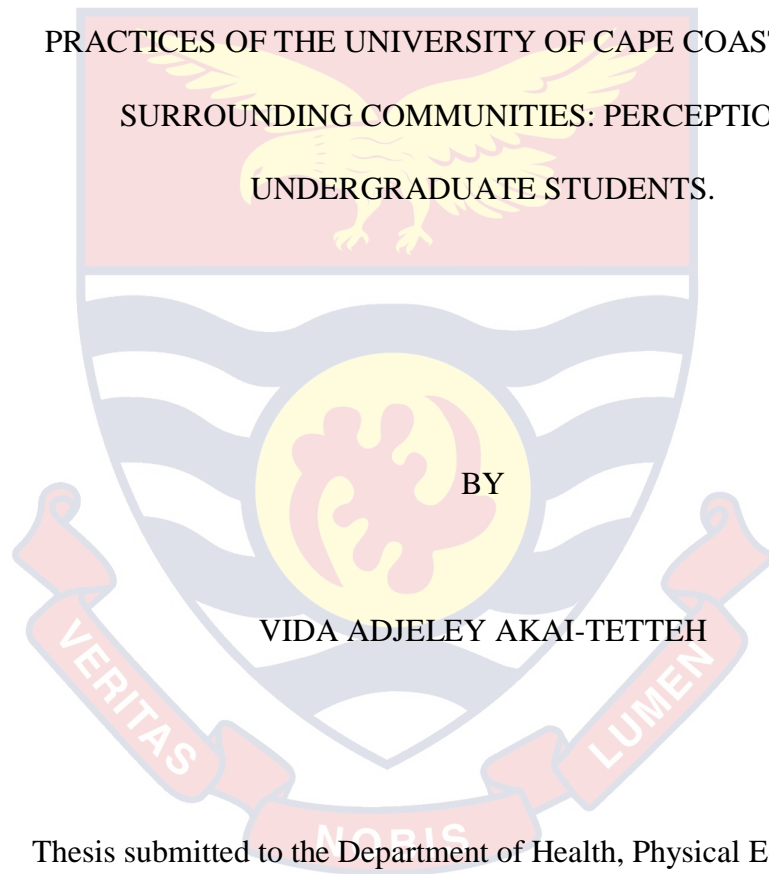 PRACTICES OF THE UNIVERSITY OF CAPE COAST
SURROUNDING COMMUNITIES: PERCEPTIO
UNDERGRADUATE STUDENTS.
BY
VIDA ADJELEY AKAI-TETTEH
VERITAS
LUMEN
NOBIS
Thesis submitted to the Department of Health, Physical E